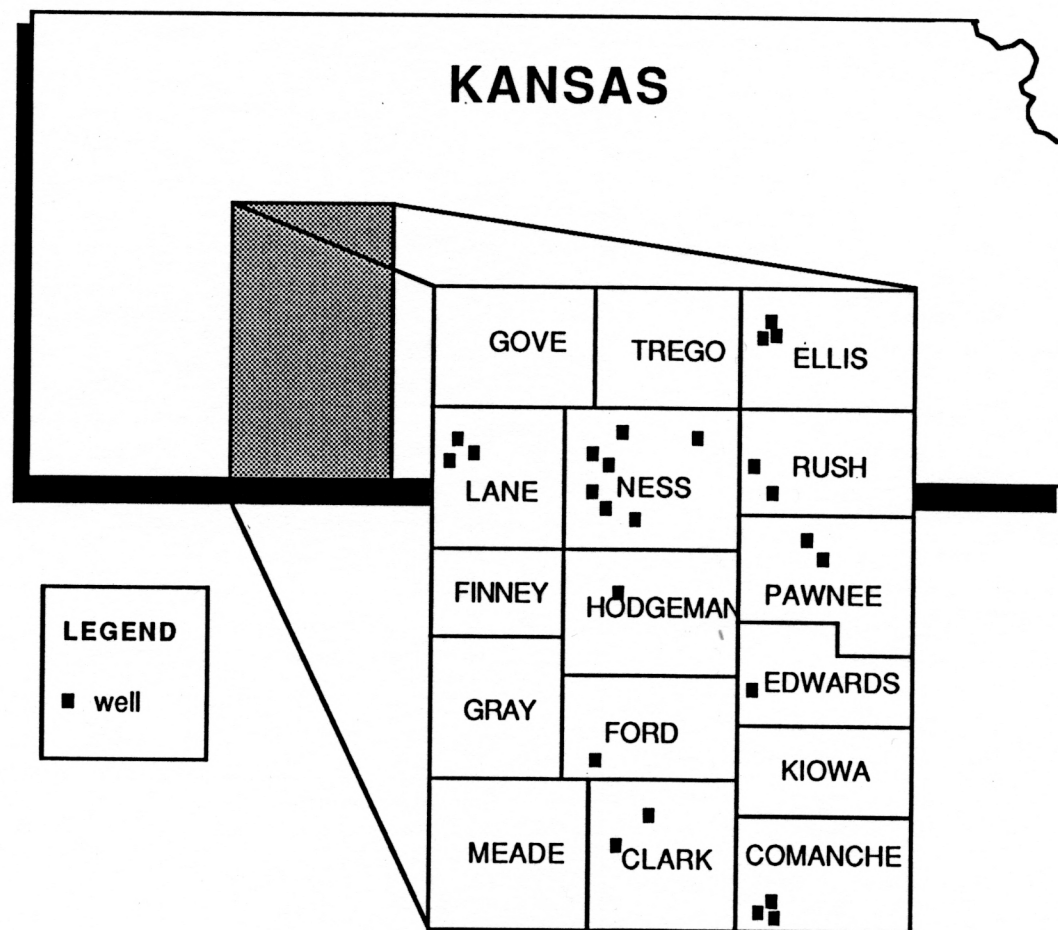 KANSAS
GOVE
TREGO
ELLIS
LANE
NESS
RUSH
FINNEY
HODGEMAN
PAWNEE
LEGEND
well
GRAY
FORD
EDWARDS
KIOWA
MEADE
CLARK
COMANCHE